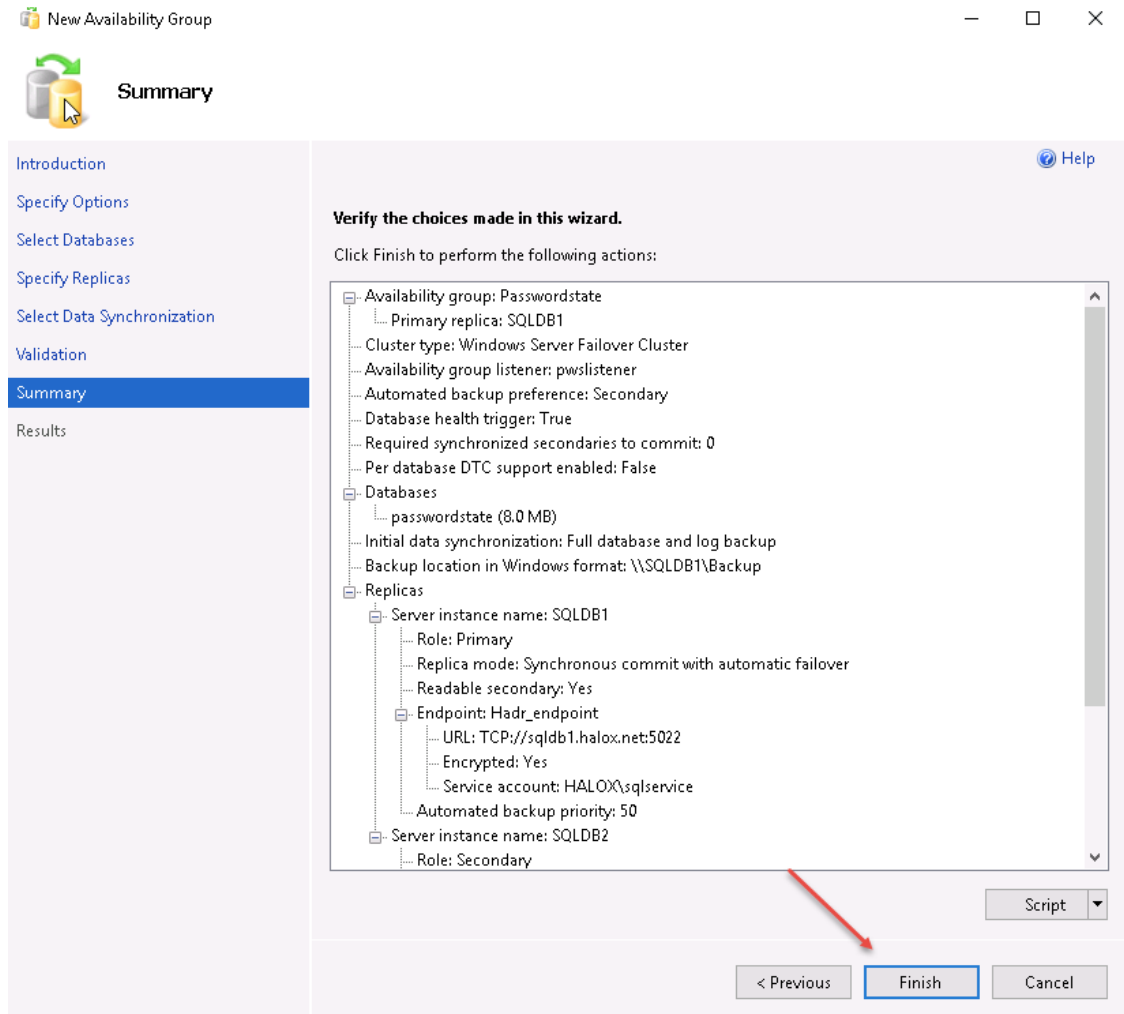 New Availability Group
Summary
Introduction
Specify Options
Select Databases
Specify Replicas
Select Data Synchronization
Validation
Summary
Results
Help
Verify the choices made in this wizard.
Click Finish to perform the following actions:
Availability group: Passwordstate
Primary replica: SQLDB1
Cluster type: Windows Server Failover Cluster
Availability group listener: pwslistener
Automated backup preference: Secondary
Database health trigger: True
Required synchronized secondaries to commit: 0
Per database DTC support enabled: False
Databases
passwordstate (8.0 MB)
Initial data synchronization: Full database and log backup
Backup location in Windows format: \\SQLDB1\Backup
Replicas
Server instance name: SQLDB1
Role: Primary
Replica mode: Synchronous commit with automatic failover
Readable secondary: Yes
Endpoint: Hadr_endpoint
URL: TCP://sqldb1.halox.net:5022
Encrypted: Yes
Service account: HALOX\sqlservice
Automated backup priority: 50
Server instance name: SQLDB2
Role: Secondary
Script
< Previous
Finish
Cancel